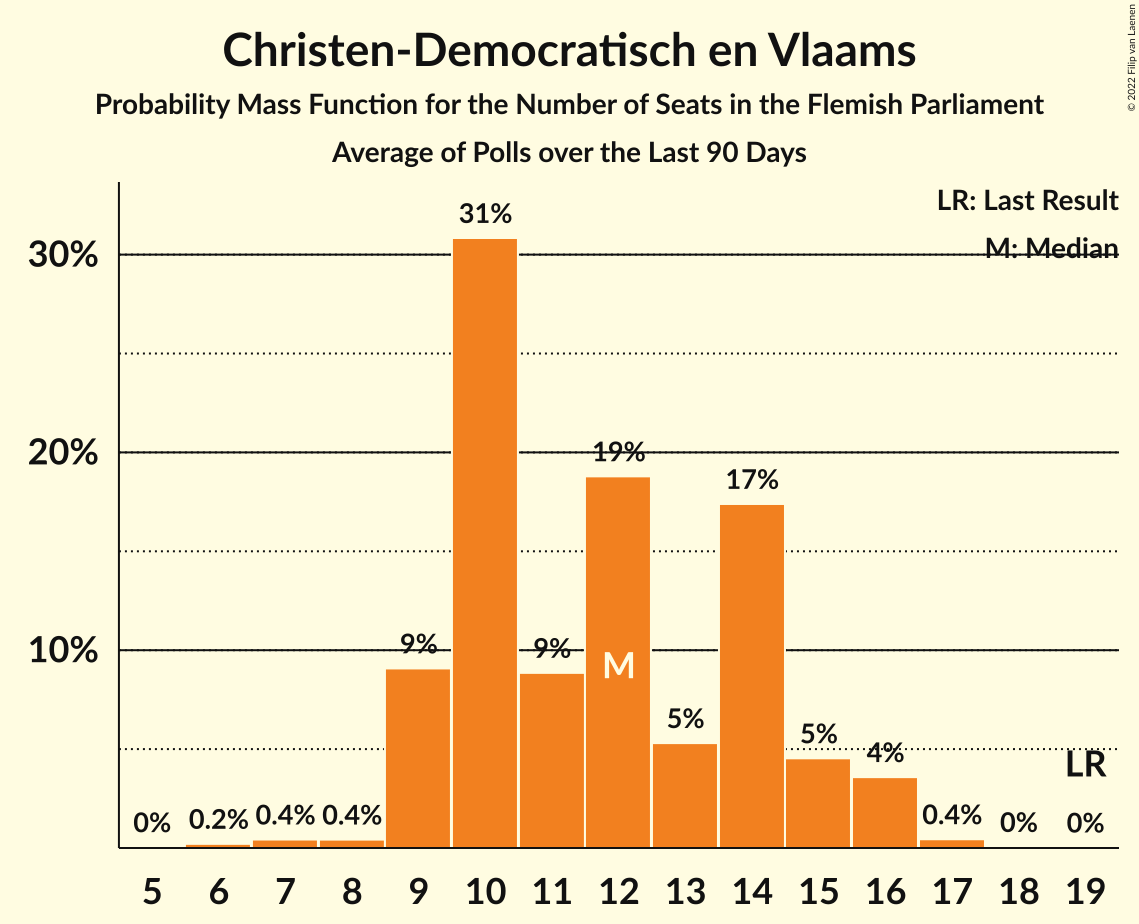 Christen-Democratisch en Vlaams
Probability Mass Function for the Number of Seats in the Flemish Parliament
Average of Polls over the Last 90 Days
© 2022 Filip van Laenen
LR: Last Result
M: Median
30%
20%
10%
0%
0.2%
0.4%
0.4%
9%
31%
9%
19%
M
5%
17%
5%
4%
0.4%
0%
LR
0%
5 6 7 8 9 10 11 12 13 14 15 16 17 18 19